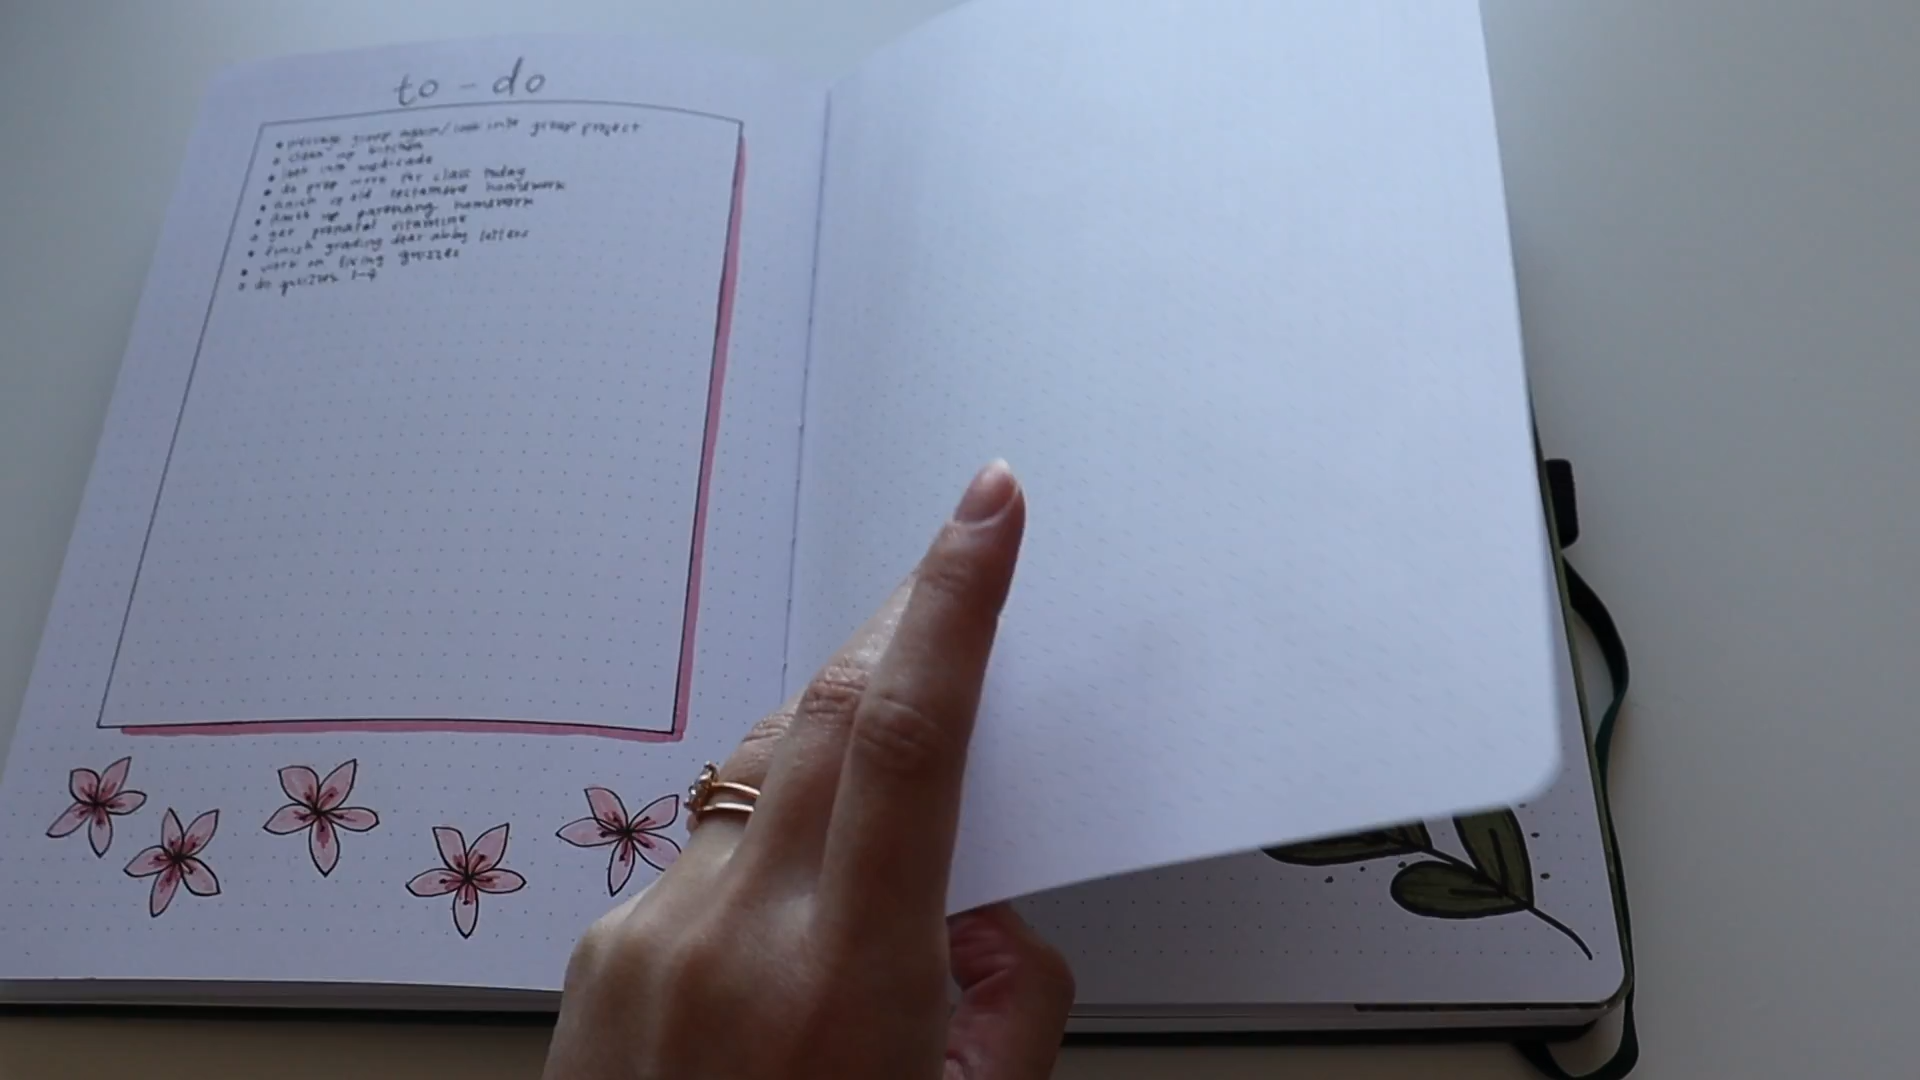 to - do
• message group again/look into group project
• clean up kitchen
• look into medicade
• do prep work for class today
• finish up old testament homework
• finish up parenting homework
• get prenatal vitamins
• finish grading dear abby letters
• work on fixing quizzes
• do quizzes 1-4